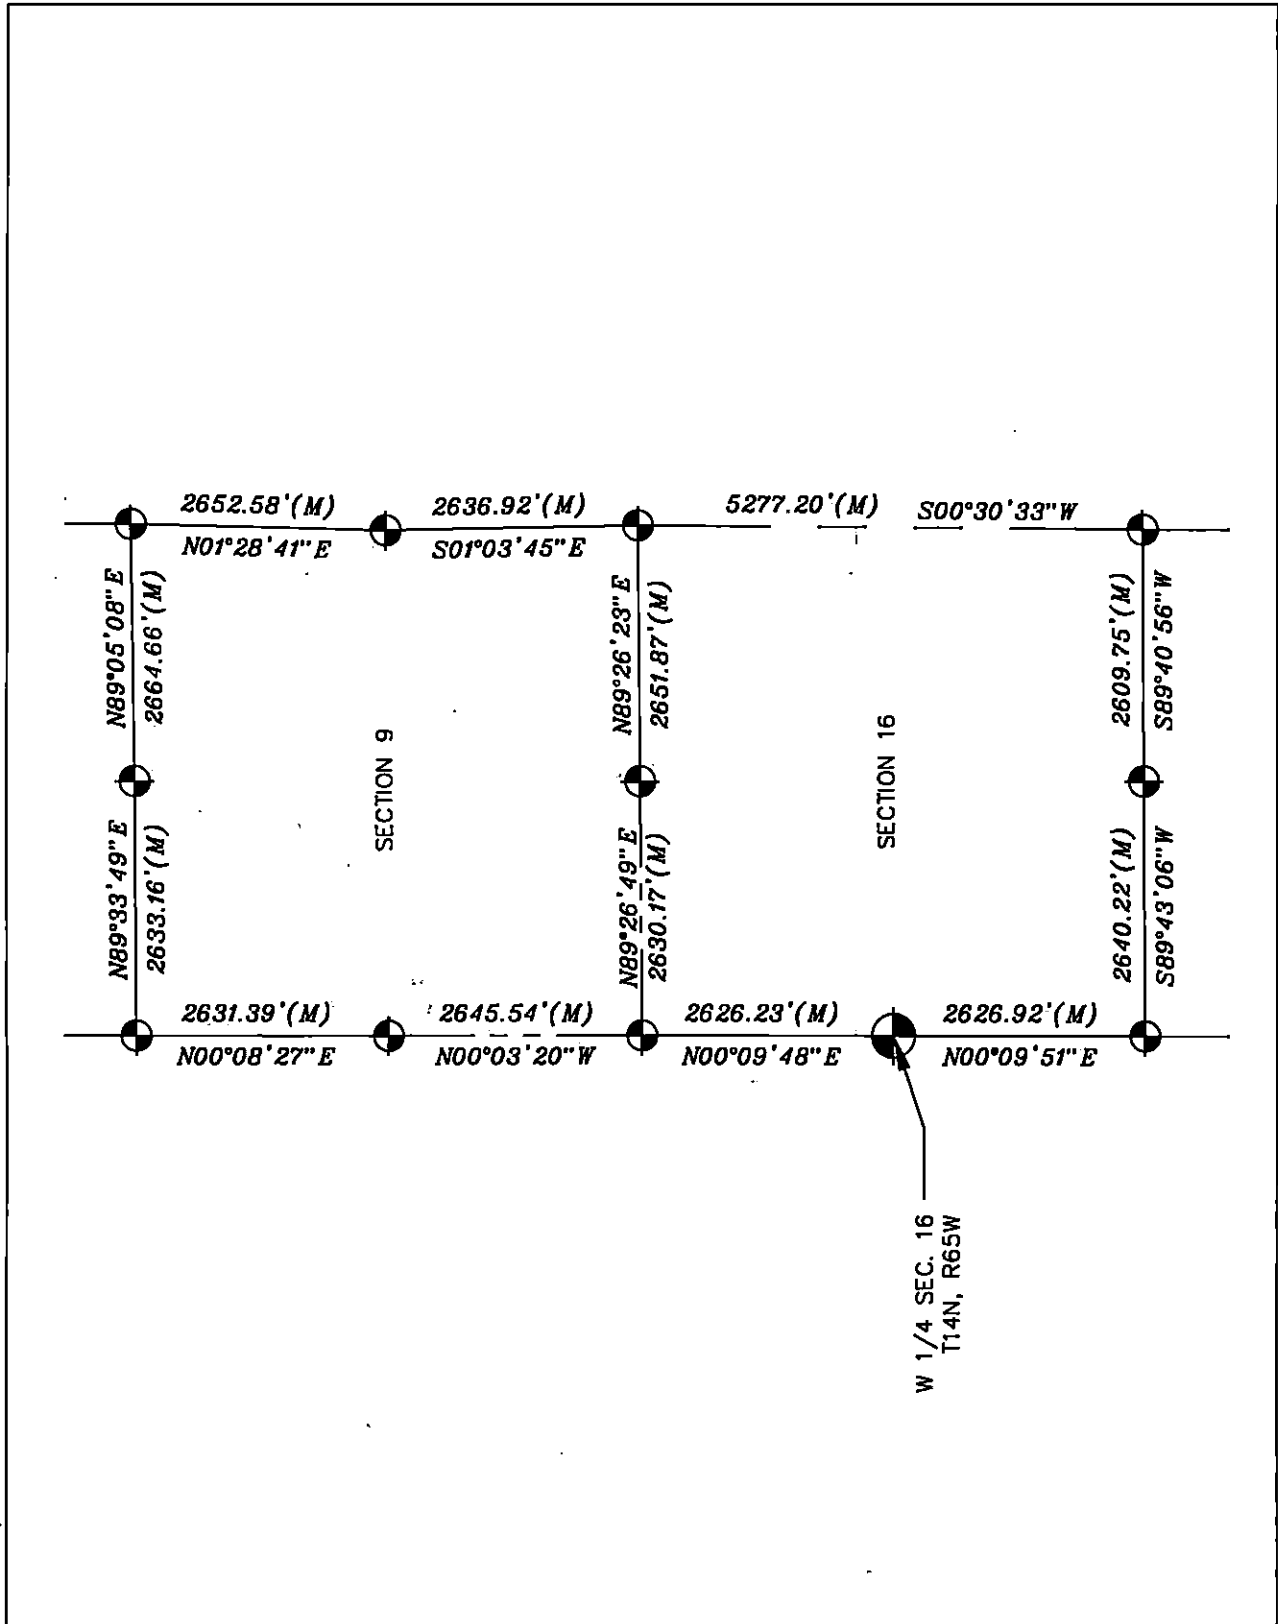 2652.58'(M)
N01°28'41"E
2636.92'(M)
S01°03'45"E
5277.20'(M)
S00°30'33"W
N89°05'08"E
2664.66'(M)
N89°26'23"E
2651.87'(M)
2609.75'(M)
S89°40'56"W
SECTION 9
SECTION 16
N89°33'49"E
2633.16'(M)
N89°26'49"E
2630.17'(M)
2640.22'(M)
S89°43'06"W
2631.39'(M)
N00°08'27"E
2645.54'(M)
N00°03'20"W
2626.23'(M)
N00°09'48"E
2626.92'(M)
N00°09'51"E
W 1/4 SEC. 16
T14N, R65W